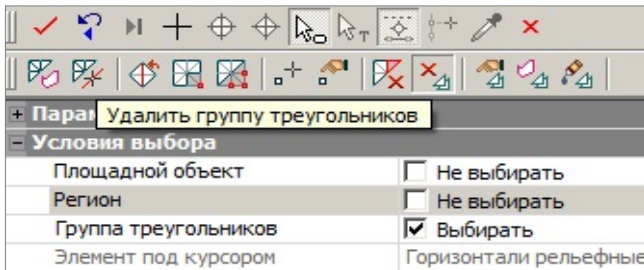 Удалить группу треугольников
Парам
Условия выбора
Площадной объект Не выбирать
Регион Не выбирать
Группа треугольников Выбирать
Элемент под курсором Горизонтали рельефные